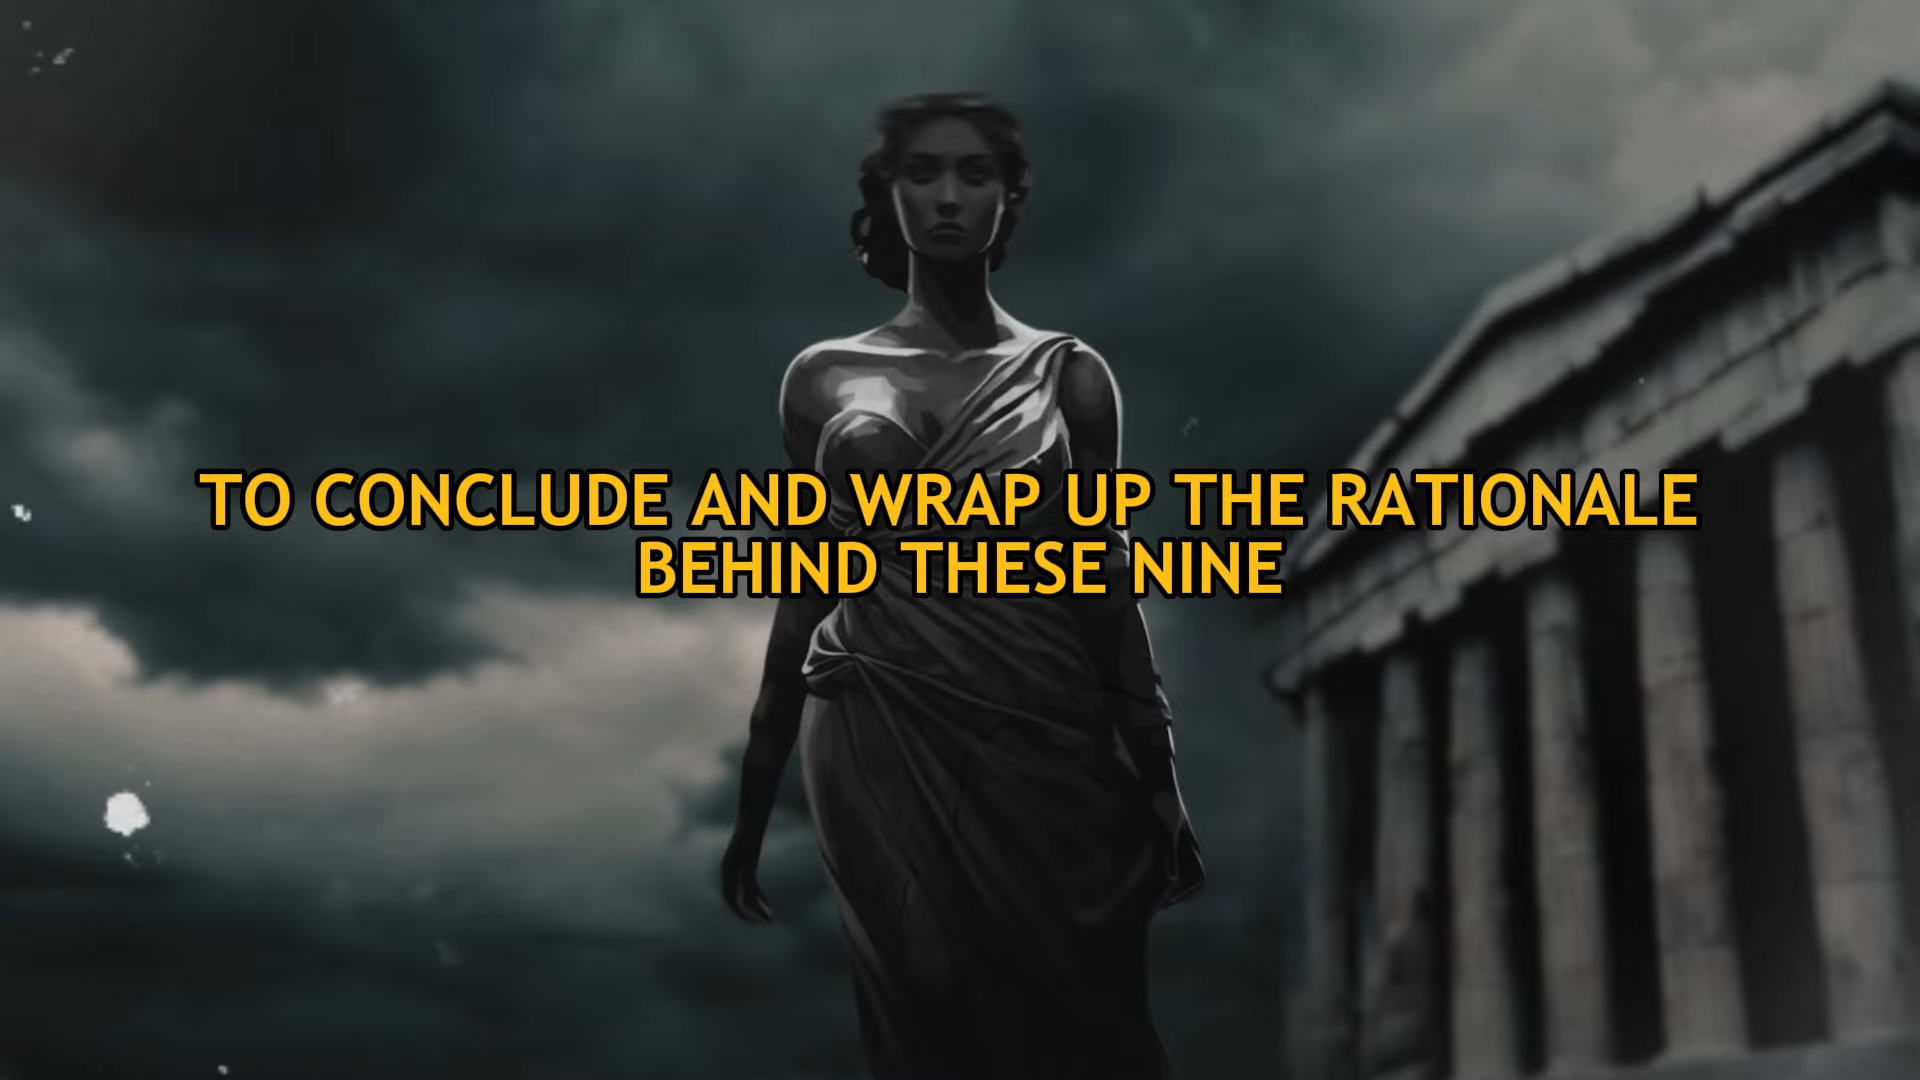 TO CONCLUDE AND WRAP UP THE RATIONALE
BEHIND THESE NINE